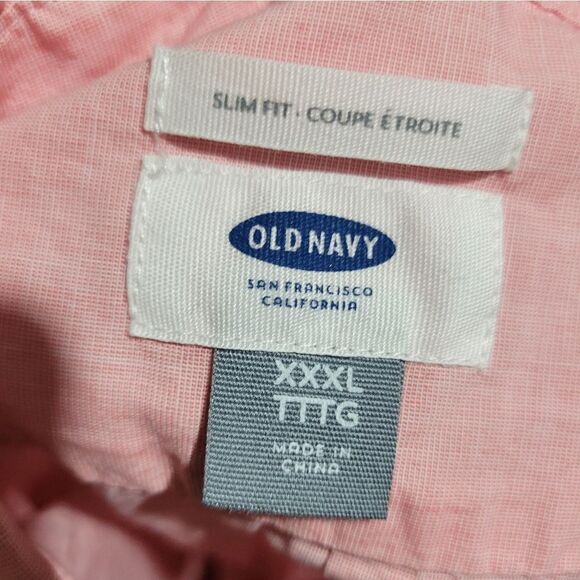 SLIM FIT · COUPE ÉTROITE
OLD NAVY
SAN FRANCISCO
CALIFORNIA
XXXL
TTTG
MADE IN
CHINA